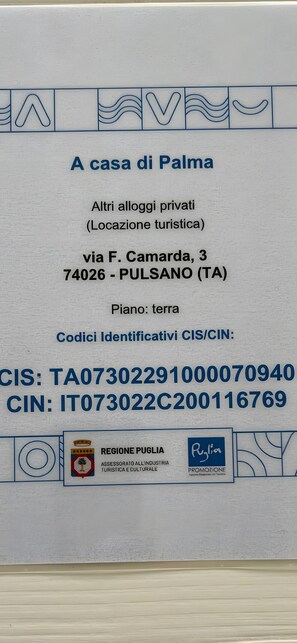 A casa di Palma
Altri alloggi privati
(Locazione turistica)
via F. Camarda, 3
74026 - PULSANO (TA)
Piano: terra
Codici Identificativi CIS/CIN:
CIS: TA07302291000070940
CIN: IT073022C200116769
REGIONE PUGLIA
ASSESSORATO ALL'INDUSTRIA
TURISTICA E CULTURALE
Puglia
PROMOZIONE